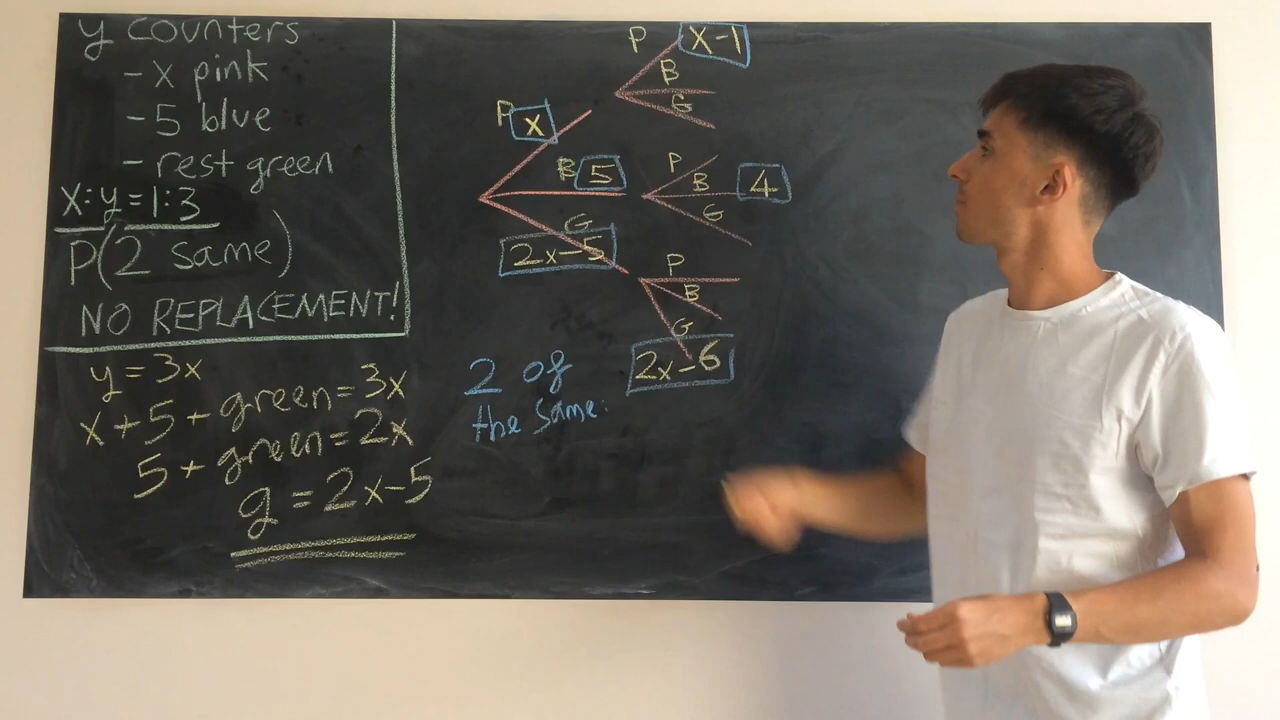 y counters
- x pink
- 5 blue
- rest green
x:y=1:3
P(2 same)
NO REPLACEMENT!
y=3x
x+5+green=3x
5+green=2x
g=2x-5
P x
B 5
G
2x-5
P x-1
B
G
P
B 4
G
P
B
G
2x-6
2 of
the same: